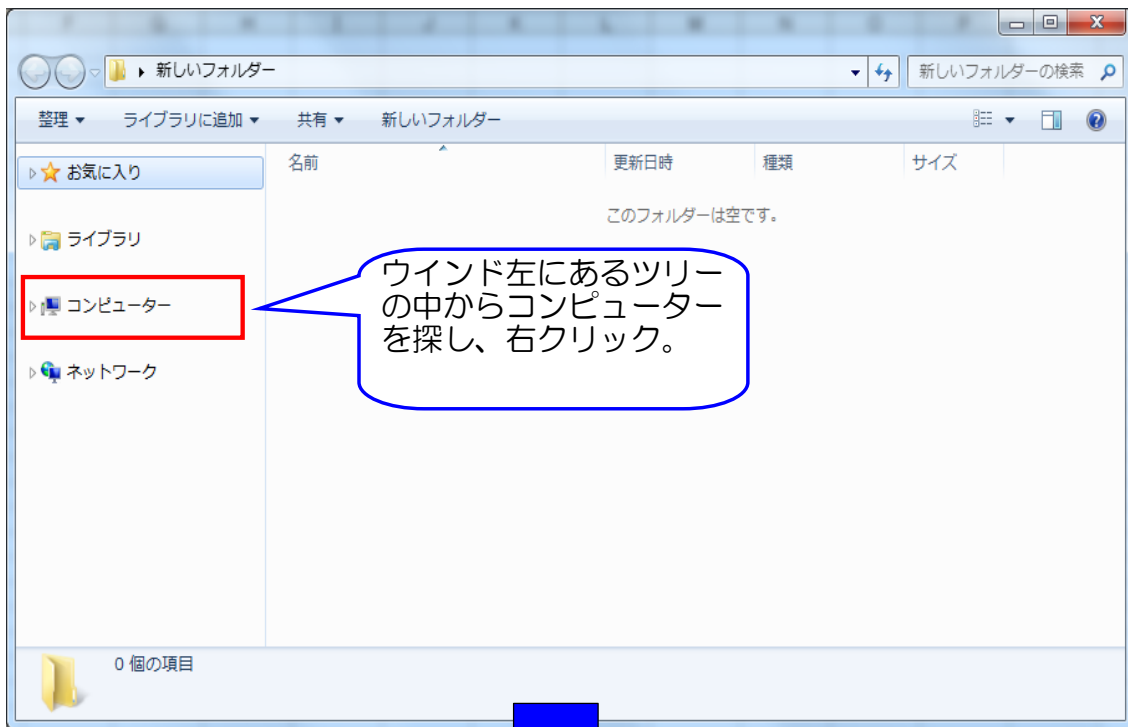 新しいフォルダー
新しいフォルダーの検索
整理 ライブラリに追加 共有 新しいフォルダー
名前 更新日時 種類 サイズ
お気に入り
このフォルダーは空です。
ライブラリ
コンピューター
ウインド左にあるツリー
の中からコンピューター
を探し、右クリック。
ネットワーク
0 個の項目